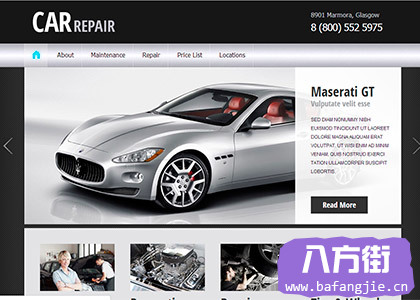 CAR REPAIR
8901 Marmora, Glasgow
8 (800) 552 5975
About
Maintenance
Repair
Price List
Locations
Maserati GT
Vulputate velit esse
SED DIAM NONUMMY NIBH
EUISMOD TINCIDUNT UT LAOREET
DOLORE MAGNA ALIQUAM ERAT
VOLUTPAT. UT WISI ENIM AD MINIM
VENIAM, QUIS NOSTRUD EXERCI
TATION ULLAMCORPER SUSCIPIT
LOBORTIS.
Read More
八方街
www.bafangjie.cn